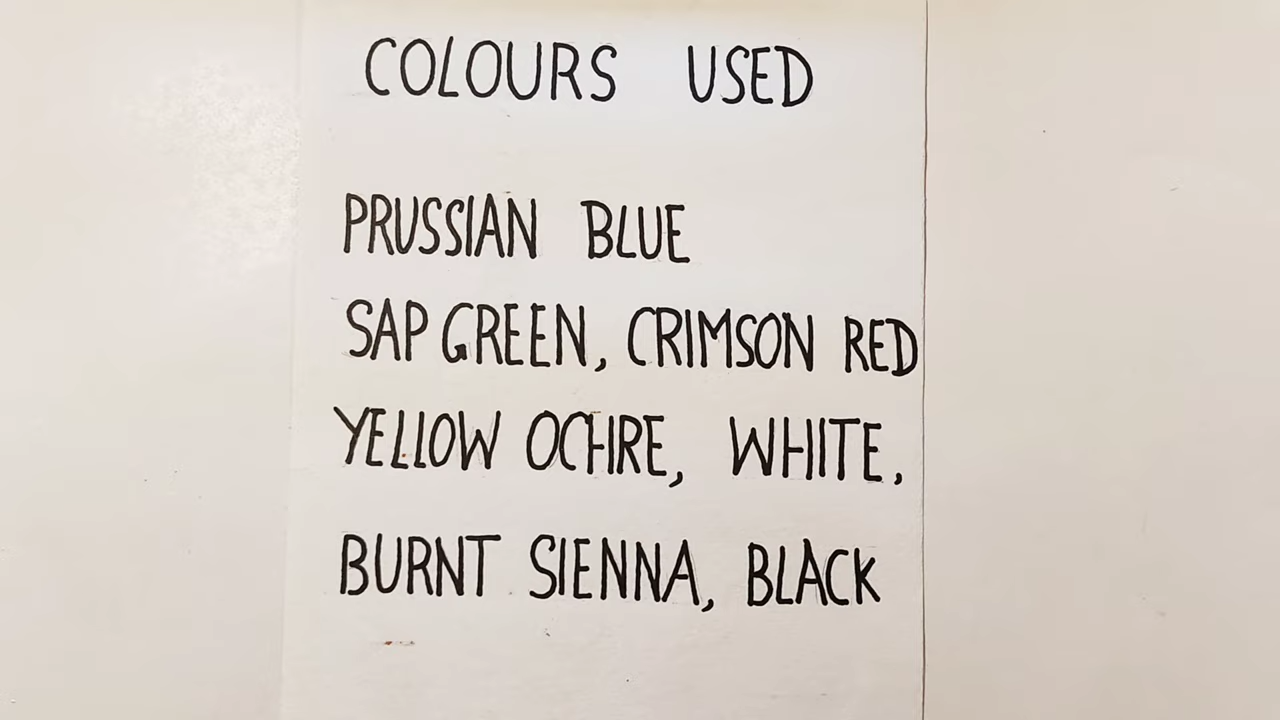 COLOURS USED
PRUSSIAN BLUE
SAP GREEN, CRIMSON RED
YELLOW OCHRE, WHITE,
BURNT SIENNA, BLACK